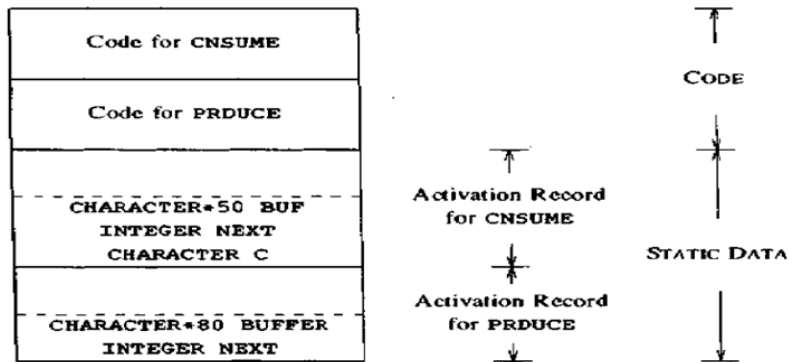 Code for CNSUME
Code for PRDUCE
CHARACTER*50 BUF
INTEGER NEXT
CHARACTER C
CHARACTER*80 BUFFER
INTEGER NEXT
Activation Record
for CNSUME
Activation Record
for PRDUCE
CODE
STATIC DATA